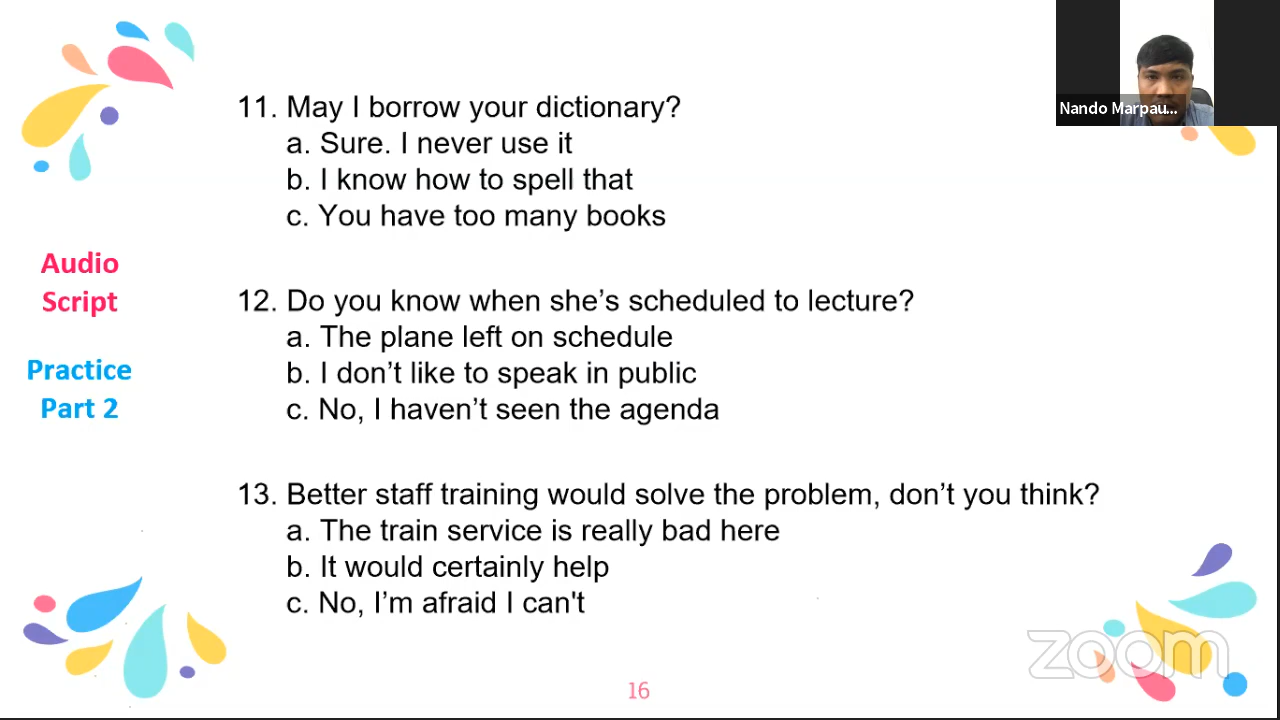 Nando Marpau...
11. May I borrow your dictionary?
a. Sure. I never use it
b. I know how to spell that
c. You have too many books
Audio
Script
12. Do you know when she’s scheduled to lecture?
a. The plane left on schedule
b. I don’t like to speak in public
c. No, I haven’t seen the agenda
Practice
Part 2
13. Better staff training would solve the problem, don’t you think?
a. The train service is really bad here
b. It would certainly help
c. No, I’m afraid I can't
zoom
16